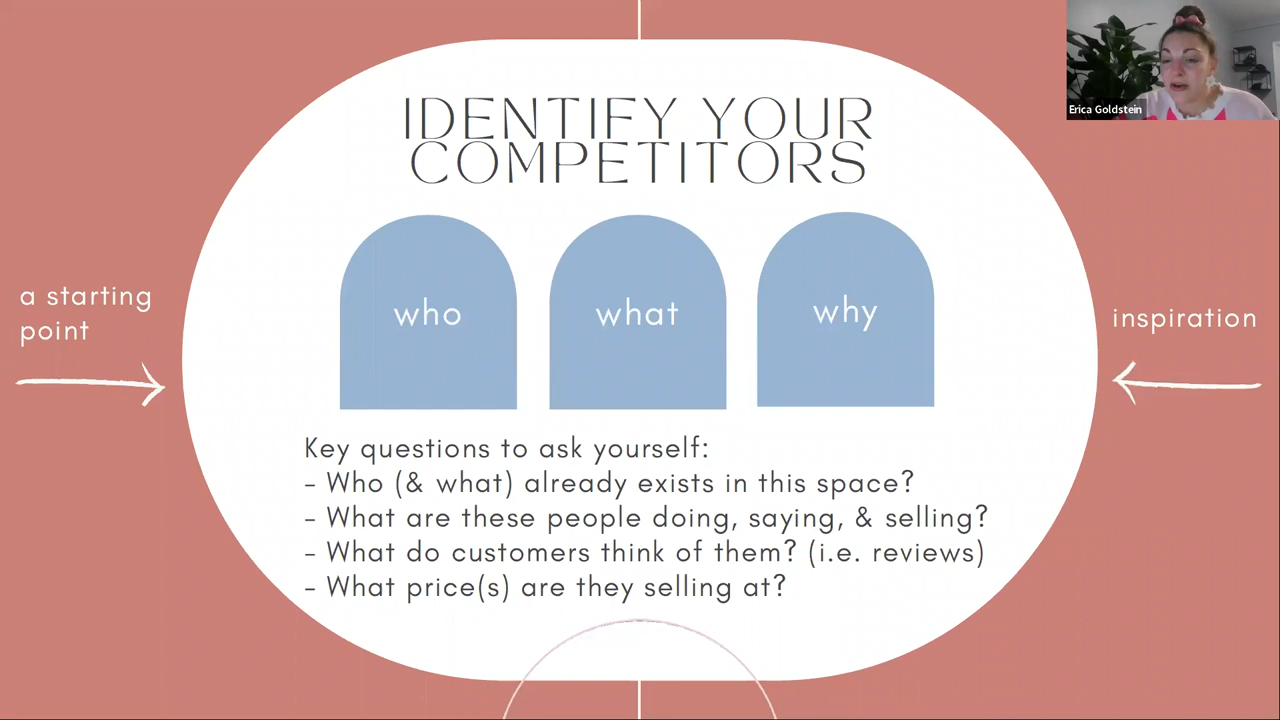 Erica Goldstein
IDENTIFY YOUR
COMPETITORS
who
what
why
a starting
point
inspiration
Key questions to ask yourself:
- Who (& what) already exists in this space?
- What are these people doing, saying, & selling?
- What do customers think of them? (i.e. reviews)
- What price(s) are they selling at?